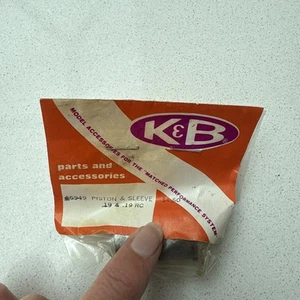 K&B
MODEL ACCESSORIES FOR THE "MATCHED PERFORMANCE SYSTEM"
parts and
accessories
PISTON & SLEEVE
.19 & .19 RC